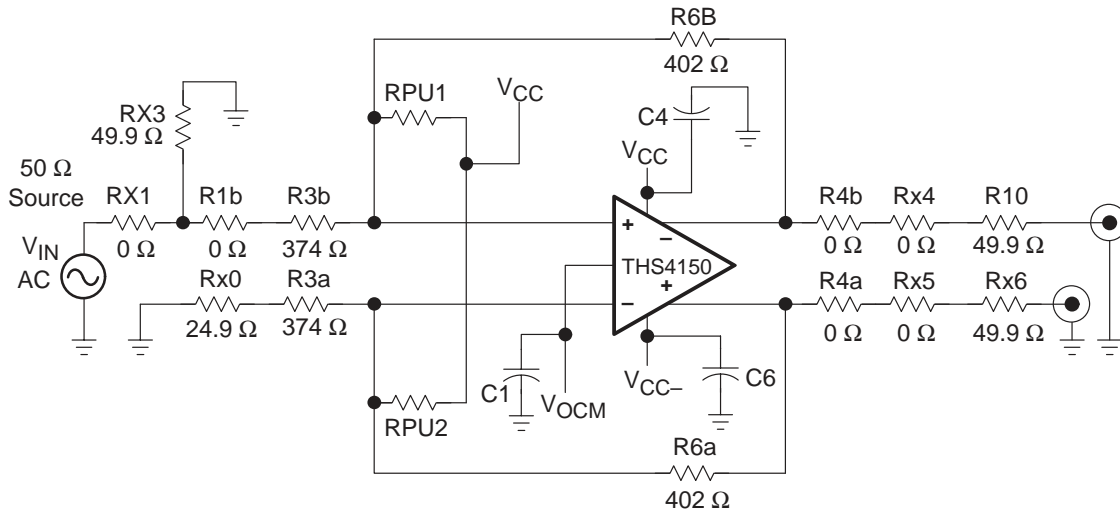 R6B
402 Ω
RPU1
VCC
C4
VCC
RX3
49.9 Ω
50 Ω
Source
RX1
0 Ω
R1b
0 Ω
R3b
374 Ω
VIN
AC
Rx0
24.9 Ω
R3a
374 Ω
+
−
THS4150
+
−
R4b
0 Ω
Rx4
0 Ω
R10
49.9 Ω
R4a
0 Ω
Rx5
0 Ω
Rx6
49.9 Ω
C1
VOCM
VCC−
C6
RPU2
R6a
402 Ω